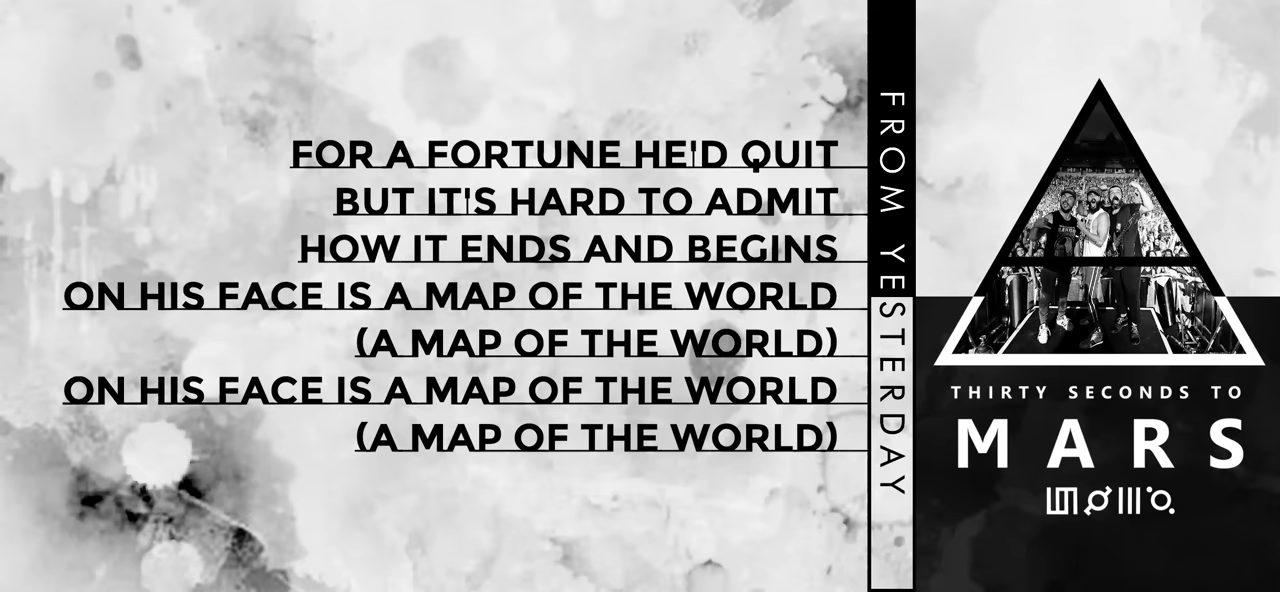 FOR A FORTUNE HE'D QUIT
BUT IT'S HARD TO ADMIT
HOW IT ENDS AND BEGINS
ON HIS FACE IS A MAP OF THE WORLD
(A MAP OF THE WORLD)
ON HIS FACE IS A MAP OF THE WORLD
(A MAP OF THE WORLD)
FROM YESTERDAY
THIRTY SECONDS TO
MARS